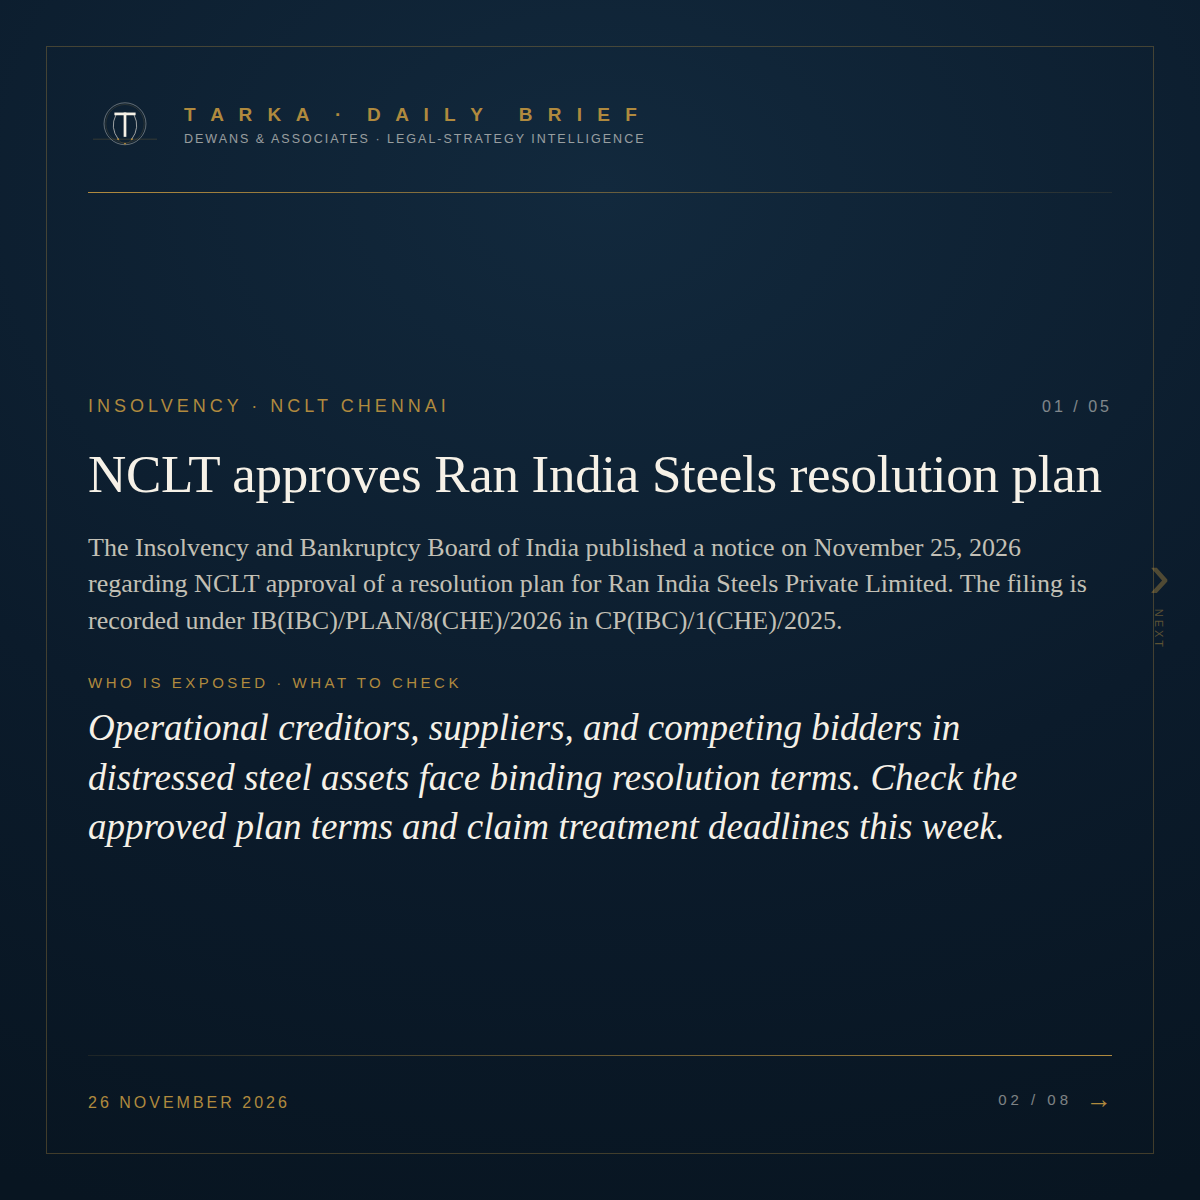 T
TARKA · DAILY BRIEF
DEWANS & ASSOCIATES · LEGAL-STRATEGY INTELLIGENCE
INSOLVENCY · NCLT CHENNAI
01 / 05
NCLT approves Ran India Steels resolution plan
The Insolvency and Bankruptcy Board of India published a notice on November 25, 2026
regarding NCLT approval of a resolution plan for Ran India Steels Private Limited. The filing is
recorded under IB(IBC)/PLAN/8(CHE)/2026 in CP(IBC)/1(CHE)/2025.
NEXT
WHO IS EXPOSED · WHAT TO CHECK
Operational creditors, suppliers, and competing bidders in
distressed steel assets face binding resolution terms. Check the
approved plan terms and claim treatment deadlines this week.
26 NOVEMBER 2026
02 / 08 →